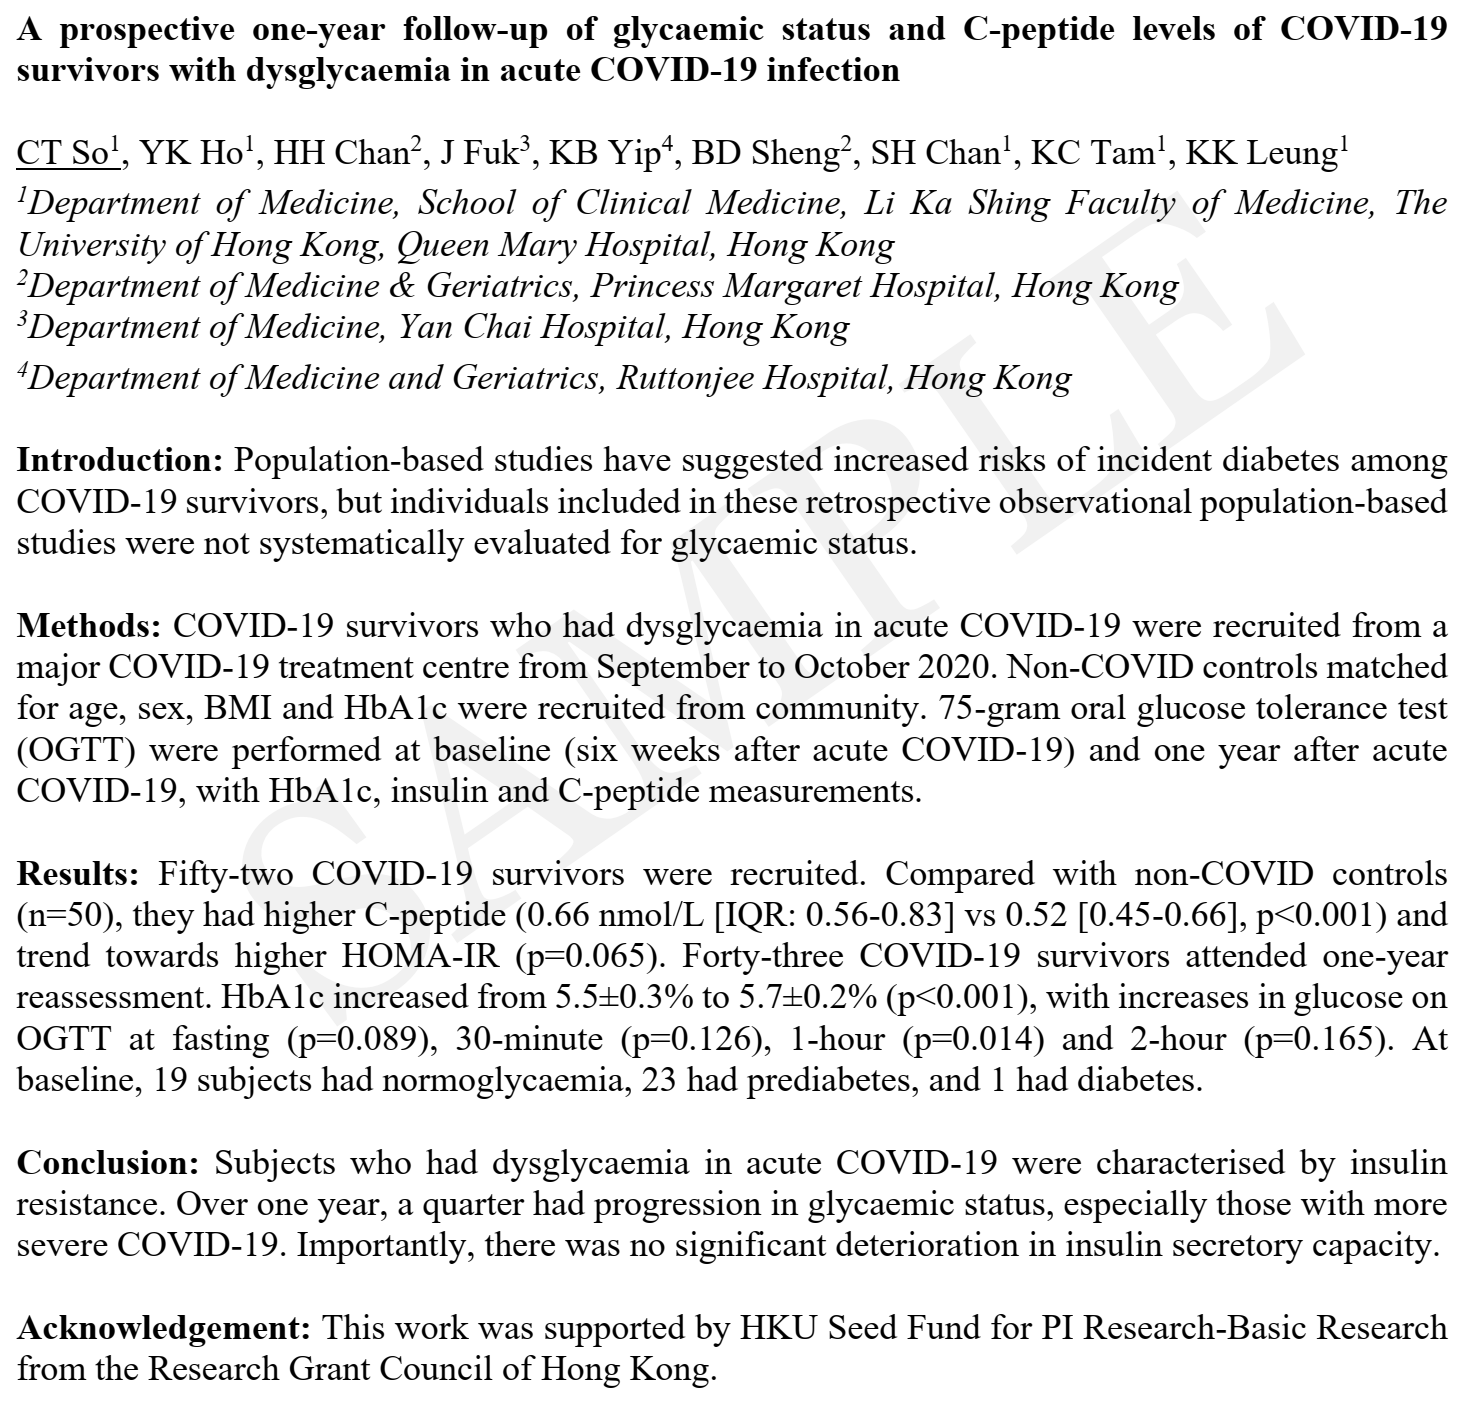 A prospective one-year follow-up of glycaemic status and C-peptide levels of COVID-19
survivors with dysglycaemia in acute COVID-19 infection
CT So¹, YK Ho¹, HH Chan², J Fuk³, KB Yip⁴, BD Sheng², SH Chan¹, KC Tam¹, KK Leung¹
¹Department of Medicine, School of Clinical Medicine, Li Ka Shing Faculty of Medicine, The
University of Hong Kong, Queen Mary Hospital, Hong Kong
²Department of Medicine & Geriatrics, Princess Margaret Hospital, Hong Kong
³Department of Medicine, Yan Chai Hospital, Hong Kong
⁴Department of Medicine and Geriatrics, Ruttonjee Hospital, Hong Kong
Introduction: Population-based studies have suggested increased risks of incident diabetes among
COVID-19 survivors, but individuals included in these retrospective observational population-based
studies were not systematically evaluated for glycaemic status.
Methods: COVID-19 survivors who had dysglycaemia in acute COVID-19 were recruited from a
major COVID-19 treatment centre from September to October 2020. Non-COVID controls matched
for age, sex, BMI and HbA1c were recruited from community. 75-gram oral glucose tolerance test
(OGTT) were performed at baseline (six weeks after acute COVID-19) and one year after acute
COVID-19, with HbA1c, insulin and C-peptide measurements.
Results: Fifty-two COVID-19 survivors were recruited. Compared with non-COVID controls
(n=50), they had higher C-peptide (0.66 nmol/L [IQR: 0.56-0.83] vs 0.52 [0.45-0.66], p<0.001) and
trend towards higher HOMA-IR (p=0.065). Forty-three COVID-19 survivors attended one-year
reassessment. HbA1c increased from 5.5±0.3% to 5.7±0.2% (p<0.001), with increases in glucose on
OGTT at fasting (p=0.089), 30-minute (p=0.126), 1-hour (p=0.014) and 2-hour (p=0.165). At
baseline, 19 subjects had normoglycaemia, 23 had prediabetes, and 1 had diabetes.
Conclusion: Subjects who had dysglycaemia in acute COVID-19 were characterised by insulin
resistance. Over one year, a quarter had progression in glycaemic status, especially those with more
severe COVID-19. Importantly, there was no significant deterioration in insulin secretory capacity.
Acknowledgement: This work was supported by HKU Seed Fund for PI Research-Basic Research
from the Research Grant Council of Hong Kong.
SAMPLE